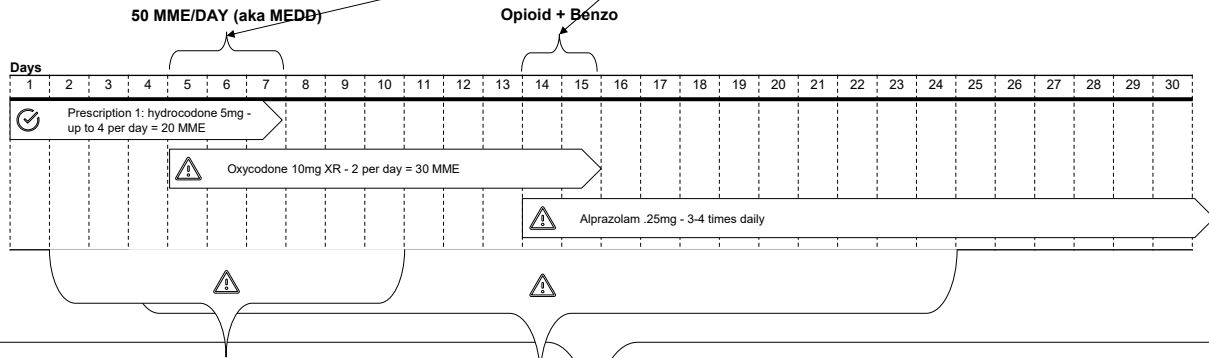 50 MME/DAY (aka MEDD)
Opioid + Benzo
Days
1 2 3 4 5 6 7 8 9 10 11 12 13 14 15 16 17 18 19 20 21 22 23 24 25 26 27 28 29 30
Prescription 1: hydrocodone 5mg -
up to 4 per day = 20 MME
Oxycodone 10mg XR - 2 per day = 30 MME
Alprazolam .25mg - 3-4 times daily